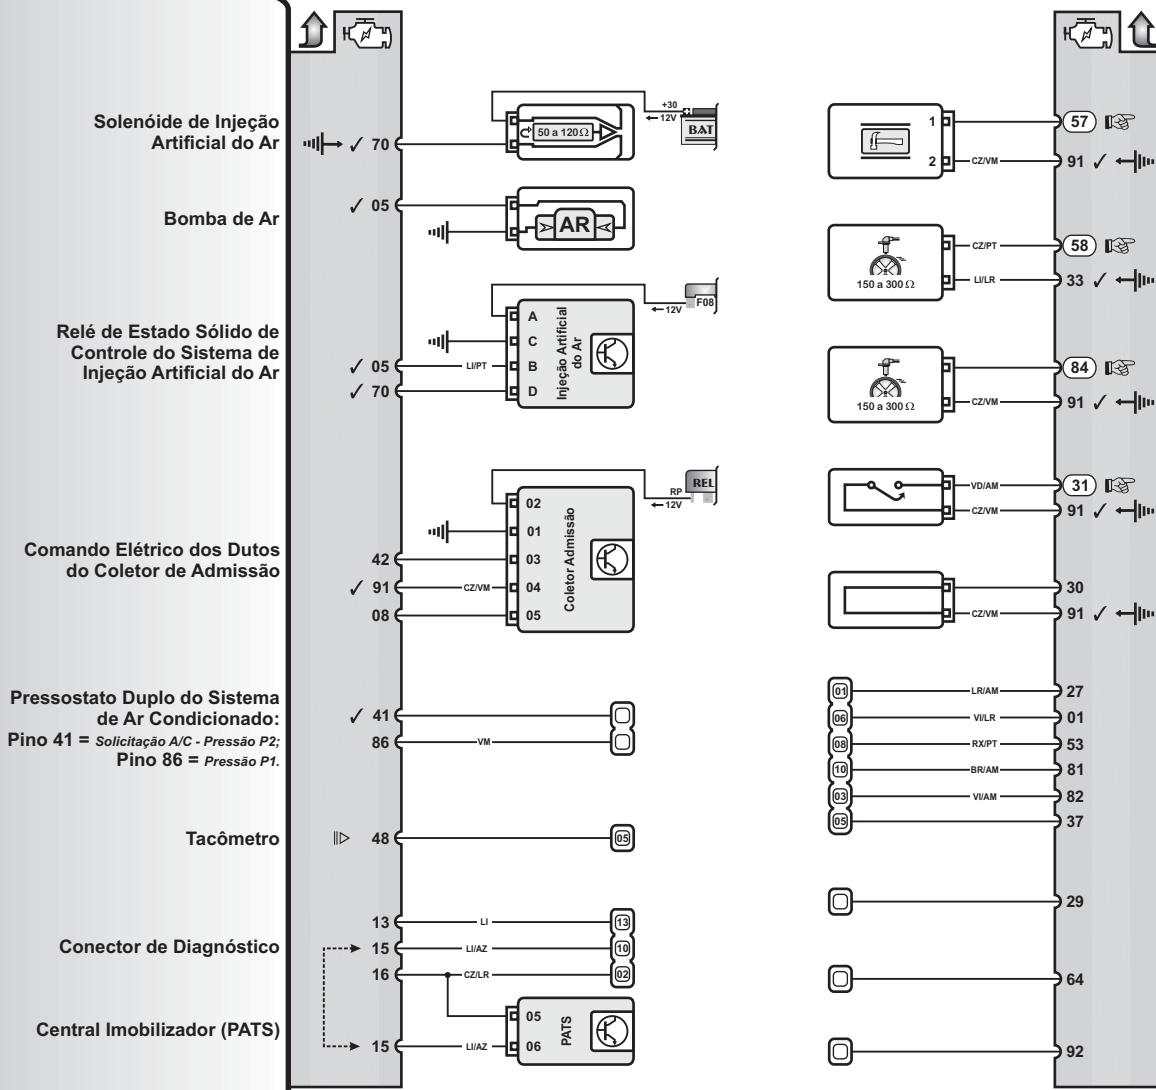 Solenóide de Injeção
Artificial do Ar
✓ 70
50 a 120 Ω
+30
12V
BAT
Bomba de Ar
✓ 05
AR
Relé de Estado Sólido de
Controle do Sistema de
Injeção Artificial do Ar
✓ 05
✓ 70
LI/PT
A
C
B
D
Injeção Artificial
do Ar
12V
F08
Comando Elétrico dos Dutos
do Coletor de Admissão
42
✓ 91
08
CZ/VM
02
01
03
04
05
Coletor Admissão
RP
12V
REL
Pressostato Duplo do Sistema
de Ar Condicionado:
Pino 41 = Solicitação A/C - Pressão P2;
Pino 86 = Pressão P1.
✓ 41
86 VM
Tacômetro
48 05
Conector de Diagnóstico
13 LI 13
15 LI/AZ 10
16 CZ/LR 02
Central Imobilizador (PATS)
15 LI/AZ
05
06
PATS
1 57
2 CZ/VM 91 ✓
CZ/PT 58
150 a 300 Ω
LI/LR 33 ✓
84
150 a 300 Ω
CZ/VM 91 ✓
VD/AM 31
CZ/VM 91 ✓
30
CZ/VM 91 ✓
01 LR/AM 27
06 VI/LR 01
08 RX/PT 53
10 BR/AM 81
03 VI/AM 82
05 37
29
64
92